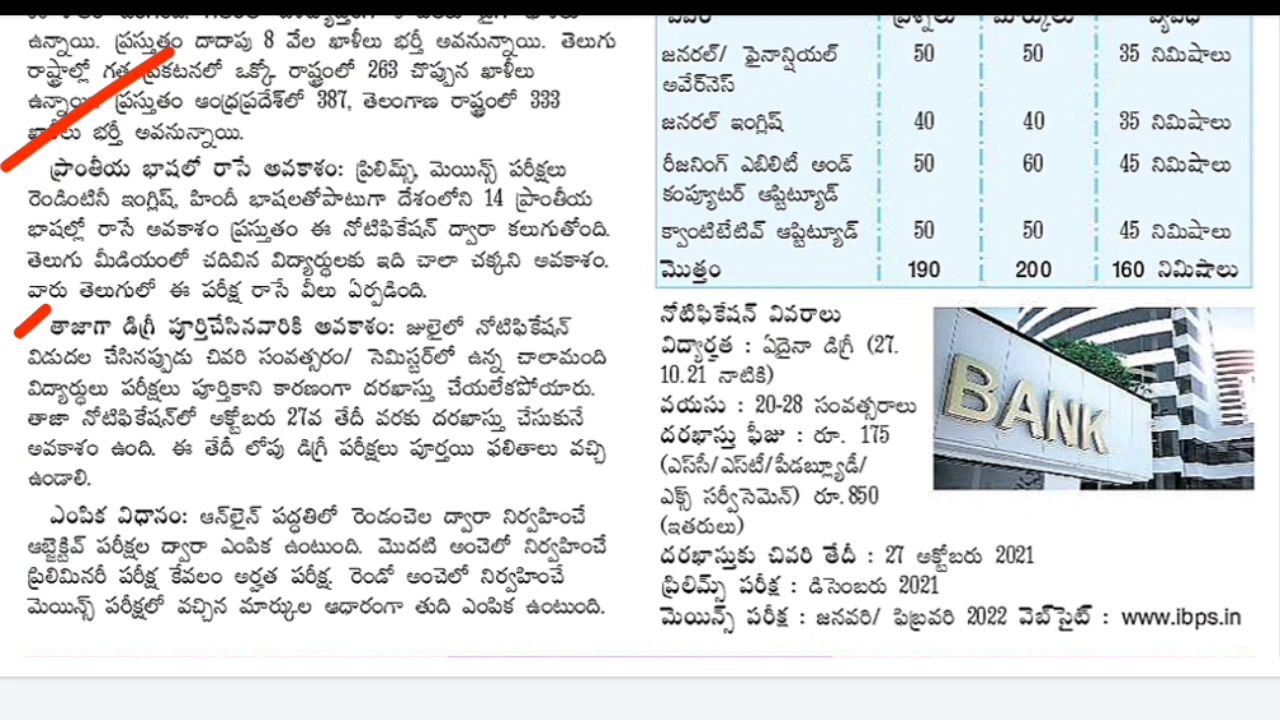 ఉన్నాయి. ప్రస్తుతం దాదాపు 8 వేల ఖాళీలు భర్తీ అవనున్నాయి. తెలుగు
రాష్ట్రాల్లో గత ప్రకటనలో ఒక్కో రాష్ట్రంలో 263 చొప్పున ఖాళీలు
ఉన్నాయి. ప్రస్తుతం ఆంధ్రప్రదేశ్‌లో 387, తెలంగాణ రాష్ట్రంలో 333
ఖాళీలు భర్తీ అవనున్నాయి.
ప్రాంతీయ భాషలో రాసే అవకాశం: ప్రిలిమ్స్, మెయిన్స్ పరీక్షలు
రెండింటినీ ఇంగ్లిష్, హిందీ భాషలతోపాటుగా దేశంలోని 14 ప్రాంతీయ
భాషల్లో రాసే అవకాశం ప్రస్తుతం ఈ నోటిఫికేషన్ ద్వారా కలుగుతోంది.
తెలుగు మీడియంలో చదివిన విద్యార్థులకు ఇది చాలా చక్కని అవకాశం.
వారు తెలుగులో ఈ పరీక్ష రాసే వీలు ఏర్పడింది.
తాజాగా డిగ్రీ పూర్తిచేసినవారికి అవకాశం: జులైలో నోటిఫికేషన్
విడుదల చేసినప్పుడు చివరి సంవత్సరం/ సెమిస్టర్‌లో ఉన్న చాలామంది
విద్యార్థులు పరీక్షలు పూర్తికాని కారణంగా దరఖాస్తు చేయలేకపోయారు.
తాజా నోటిఫికేషన్‌లో అక్టోబరు 27వ తేదీ వరకు దరఖాస్తు చేసుకునే
అవకాశం ఉంది. ఈ తేదీ లోపు డిగ్రీ పరీక్షలు పూర్తయి ఫలితాలు వచ్చి
ఉండాలి.
ఎంపిక విధానం: ఆన్‌లైన్ పద్ధతిలో రెండంచెల ద్వారా నిర్వహించే
ఆబ్జెక్టివ్ పరీక్షల ద్వారా ఎంపిక ఉంటుంది. మొదటి అంచెలో నిర్వహించే
ప్రిలిమినరీ పరీక్ష కేవలం అర్హత పరీక్ష. రెండో అంచెలో నిర్వహించే
మెయిన్స్ పరీక్షలో వచ్చిన మార్కుల ఆధారంగా తుది ఎంపిక ఉంటుంది.
జనరల్/ ఫైనాన్షియల్ 50 50 35 నిమిషాలు
అవేర్‌నెస్
జనరల్ ఇంగ్లిష్ 40 40 35 నిమిషాలు
రీజనింగ్ ఎబిలిటీ అండ్ 50 60 45 నిమిషాలు
కంప్యూటర్ ఆప్టిట్యూడ్
క్వాంటిటేటివ్ ఆప్టిట్యూడ్ 50 50 45 నిమిషాలు
మొత్తం 190 200 160 నిమిషాలు
నోటిఫికేషన్ వివరాలు
విద్యార్హత : ఏదైనా డిగ్రీ (27.
10.21 నాటికి)
వయసు : 20-28 సంవత్సరాలు
దరఖాస్తు ఫీజు : రూ. 175
(ఎస్‌సీ/ఎస్‌టీ/పీడబ్ల్యూడీ/
ఎక్స్ సర్వీసెమెన్) రూ.850
(ఇతరులు)
BANK
దరఖాస్తుకు చివరి తేదీ : 27 అక్టోబరు 2021
ప్రిలిమ్స్ పరీక్ష : డిసెంబరు 2021
మెయిన్స్ పరీక్ష : జనవరి/ ఫిబ్రవరి 2022 వెబ్‌సైట్ : www.ibps.in